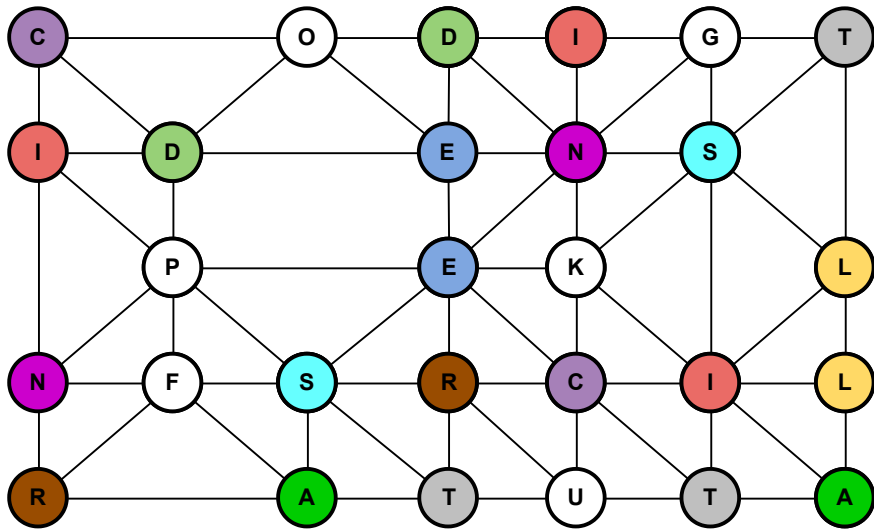 C O D I G T
I D E N S
P E K L
N F S R C I L
R A T U T A